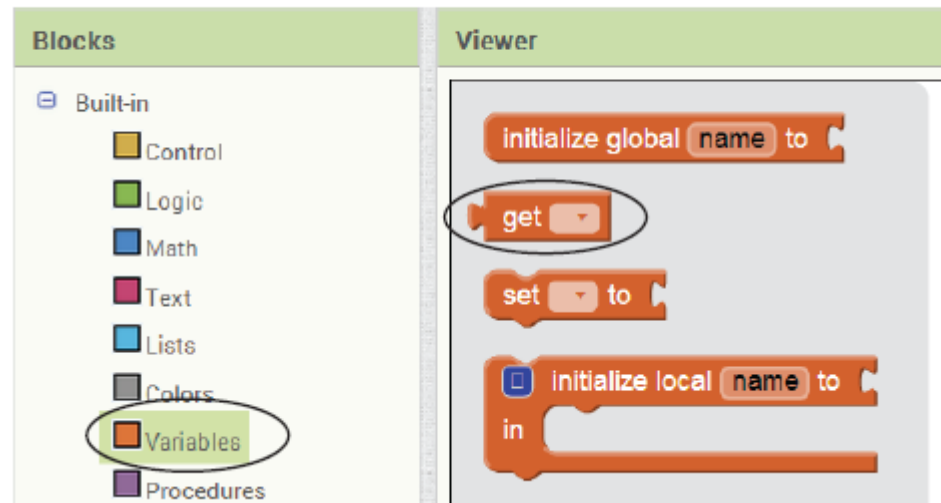 Blocks
Built-in
Control
Logic
Math
Text
Lists
Colors
Variables
Procedures
Viewer
initialize global name to
get
set to
initialize local name to
in